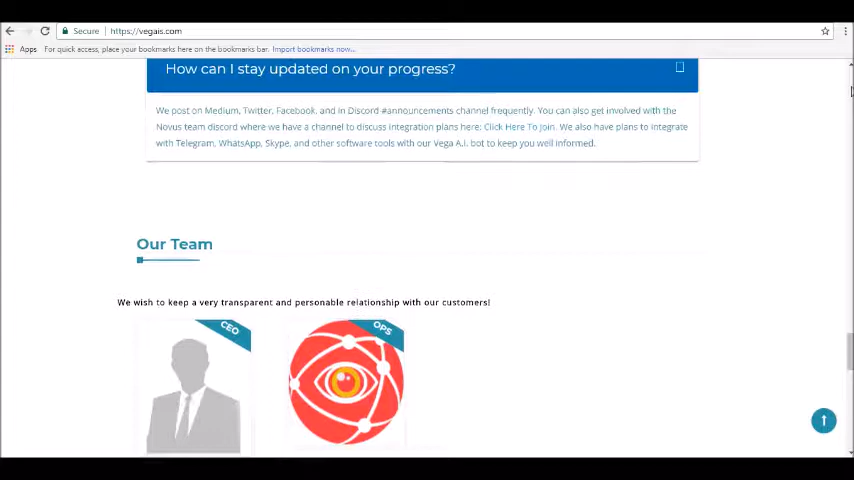 Secure https://vegais.com
Apps For quick access, place your bookmarks here on the bookmarks bar. Import bookmarks now...
How can I stay updated on your progress?
We post on Medium, Twitter, Facebook, and in Discord #announcements channel frequently. You can also get involved with the
Novus team discord where we have a channel to discuss integration plans here: Click Here To Join. We also have plans to integrate
with Telegram, WhatsApp, Skype, and other software tools with our Vega A.I. bot to keep you well informed.
Our Team
We wish to keep a very transparent and personable relationship with our customers!
CEO
OPS